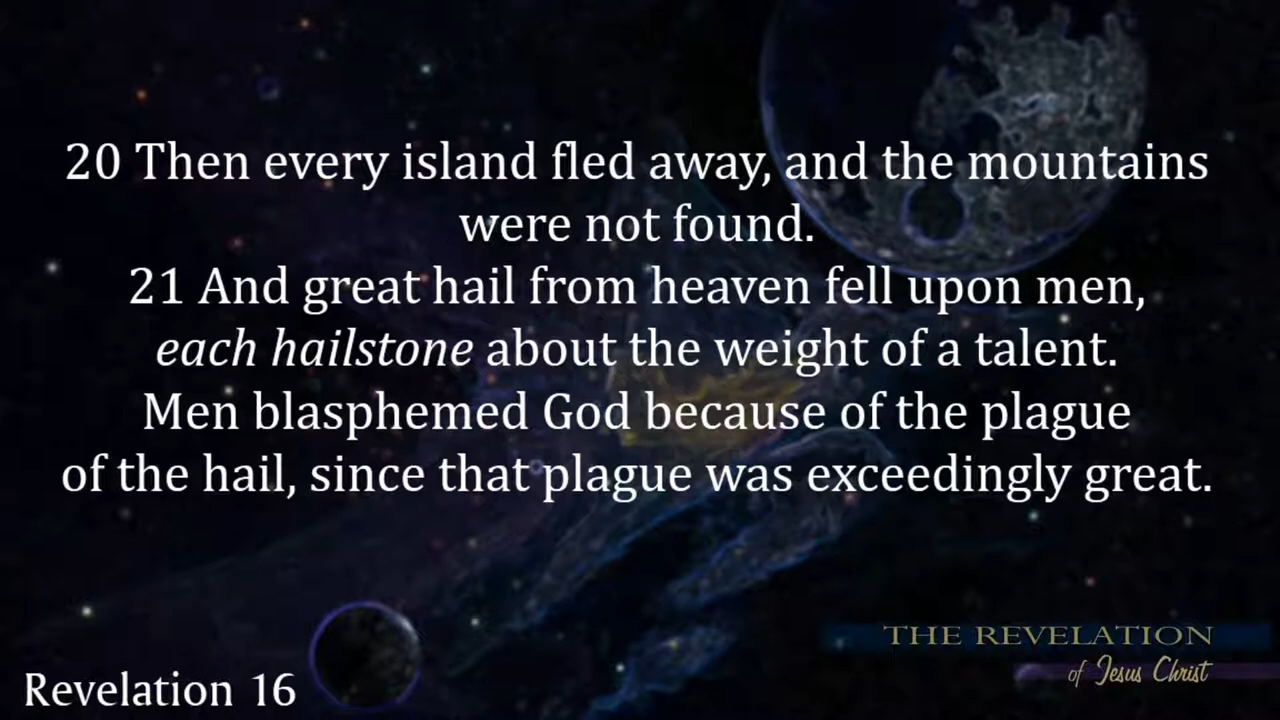 20 Then every island fled away, and the mountains
were not found.
21 And great hail from heaven fell upon men,
each hailstone about the weight of a talent.
Men blasphemed God because of the plague
of the hail, since that plague was exceedingly great.
THE REVELATION
of Jesus Christ
Revelation 16